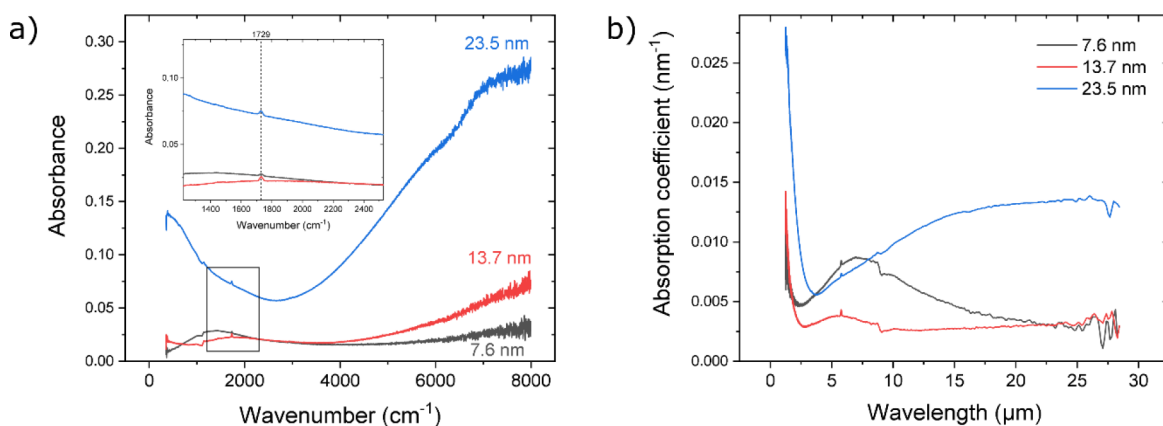 a)
0.30
0.25
0.20
0.15
0.10
0.05
0.00
Absorbance
0 2000 4000 6000 8000
Wavenumber (cm⁻¹)
23.5 nm
13.7 nm
7.6 nm
1729
0.10
0.05
Absorbance
1400 1600 1800 2000 2200 2400
Wavenumber (cm⁻¹)
b)
0.025
0.020
0.015
0.010
0.005
0.000
Absorption coefficient (nm⁻¹)
0 5 10 15 20 25 30
Wavelength (µm)
7.6 nm
13.7 nm
23.5 nm